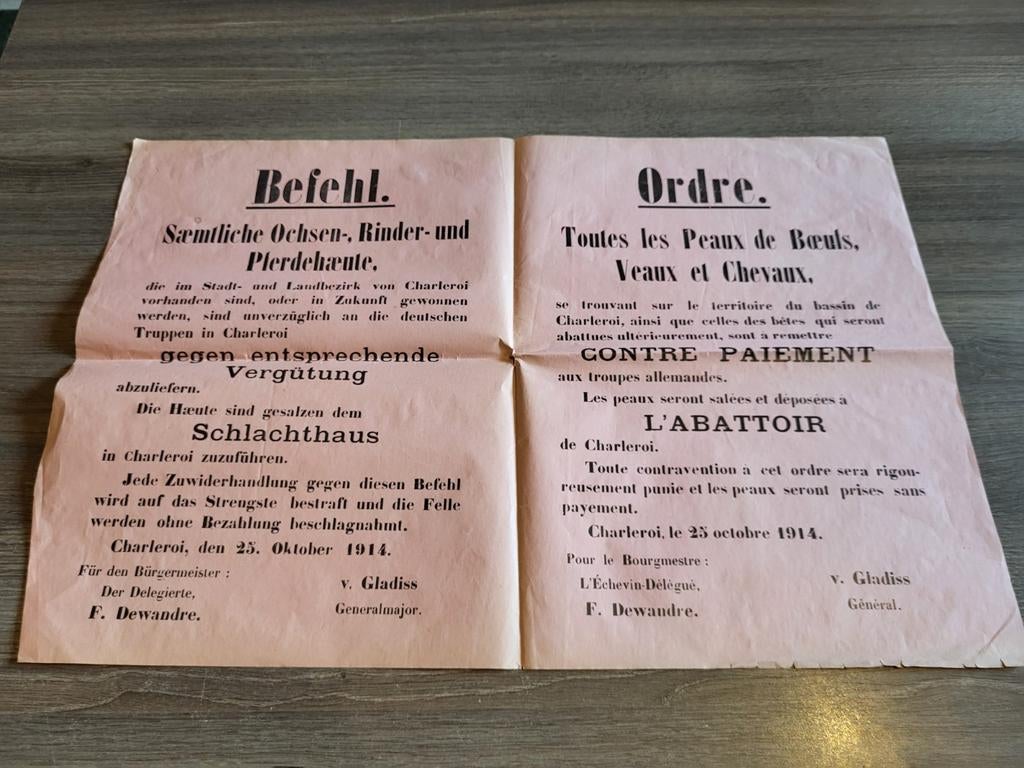 Befehl.
Sæmtliche Ochsen-, Rinder- und
Pferdehæute,
die im Stadt- und Landbezirk von Charleroi
vorhanden sind, oder in Zukunft gewonnen
werden, sind unverzüglich an die deutschen
Truppen in Charleroi
gegen entsprechende
Vergütung
abzuliefern.
Die Hæute sind gesalzen dem
Schlachthaus
in Charleroi zuzuführen.
Jede Zuwiderhandlung gegen diesen Befehl
wird auf das Strengste bestraft und die Felle
werden ohne Bezahlung beschlagnahmt.
Charleroi, den 25. Oktober 1914.
Für den Bürgermeister :
Der Delegierte,
F. Dewandre.
v. Gladiss
Generalmajor.
Ordre.
Toutes les Peaux de Bœufs,
Veaux et Chevaux,
se trouvant sur le territoire du bassin de
Charleroi, ainsi que celles des bêtes qui seront
abattues ultérieurement, sont à remettre
CONTRE PAIEMENT
aux troupes allemandes.
Les peaux seront salées et déposées à
L'ABATTOIR
de Charleroi.
Toute contravention à cet ordre sera rigou-
reusement punie et les peaux seront prises sans
payement.
Charleroi, le 25 octobre 1914.
Pour le Bourgmestre :
L'Échevin-Délégué,
F. Dewandre.
v. Gladiss
Général.